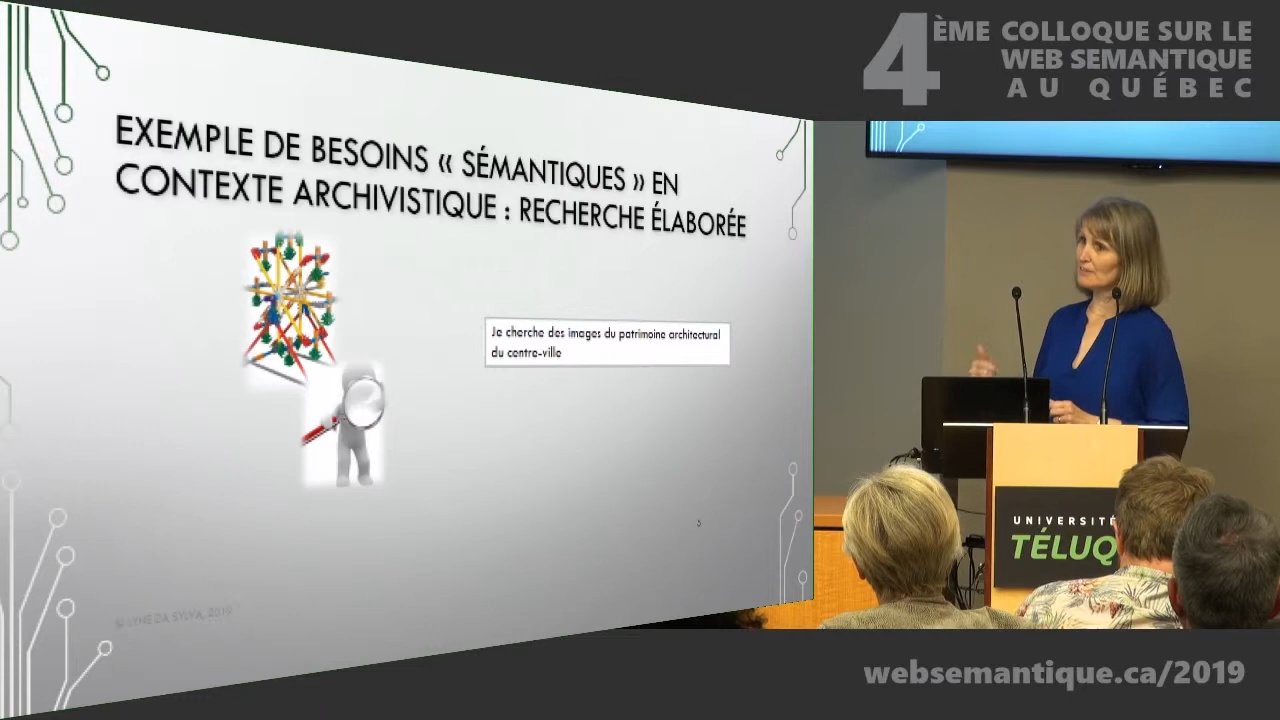 4ÈME COLLOQUE SUR LE
WEB SEMANTIQUE
AU QUÉBEC
EXEMPLE DE BESOINS « SÉMANTIQUES » EN
CONTEXTE ARCHIVISTIQUE : RECHERCHE ÉLABORÉE
Je cherche des images du patrimoine architectural
du centre-ville
© LYNE DA SYLVA, 2019
UNIVERSITÉ
TÉLUQ
websemantique.ca/2019